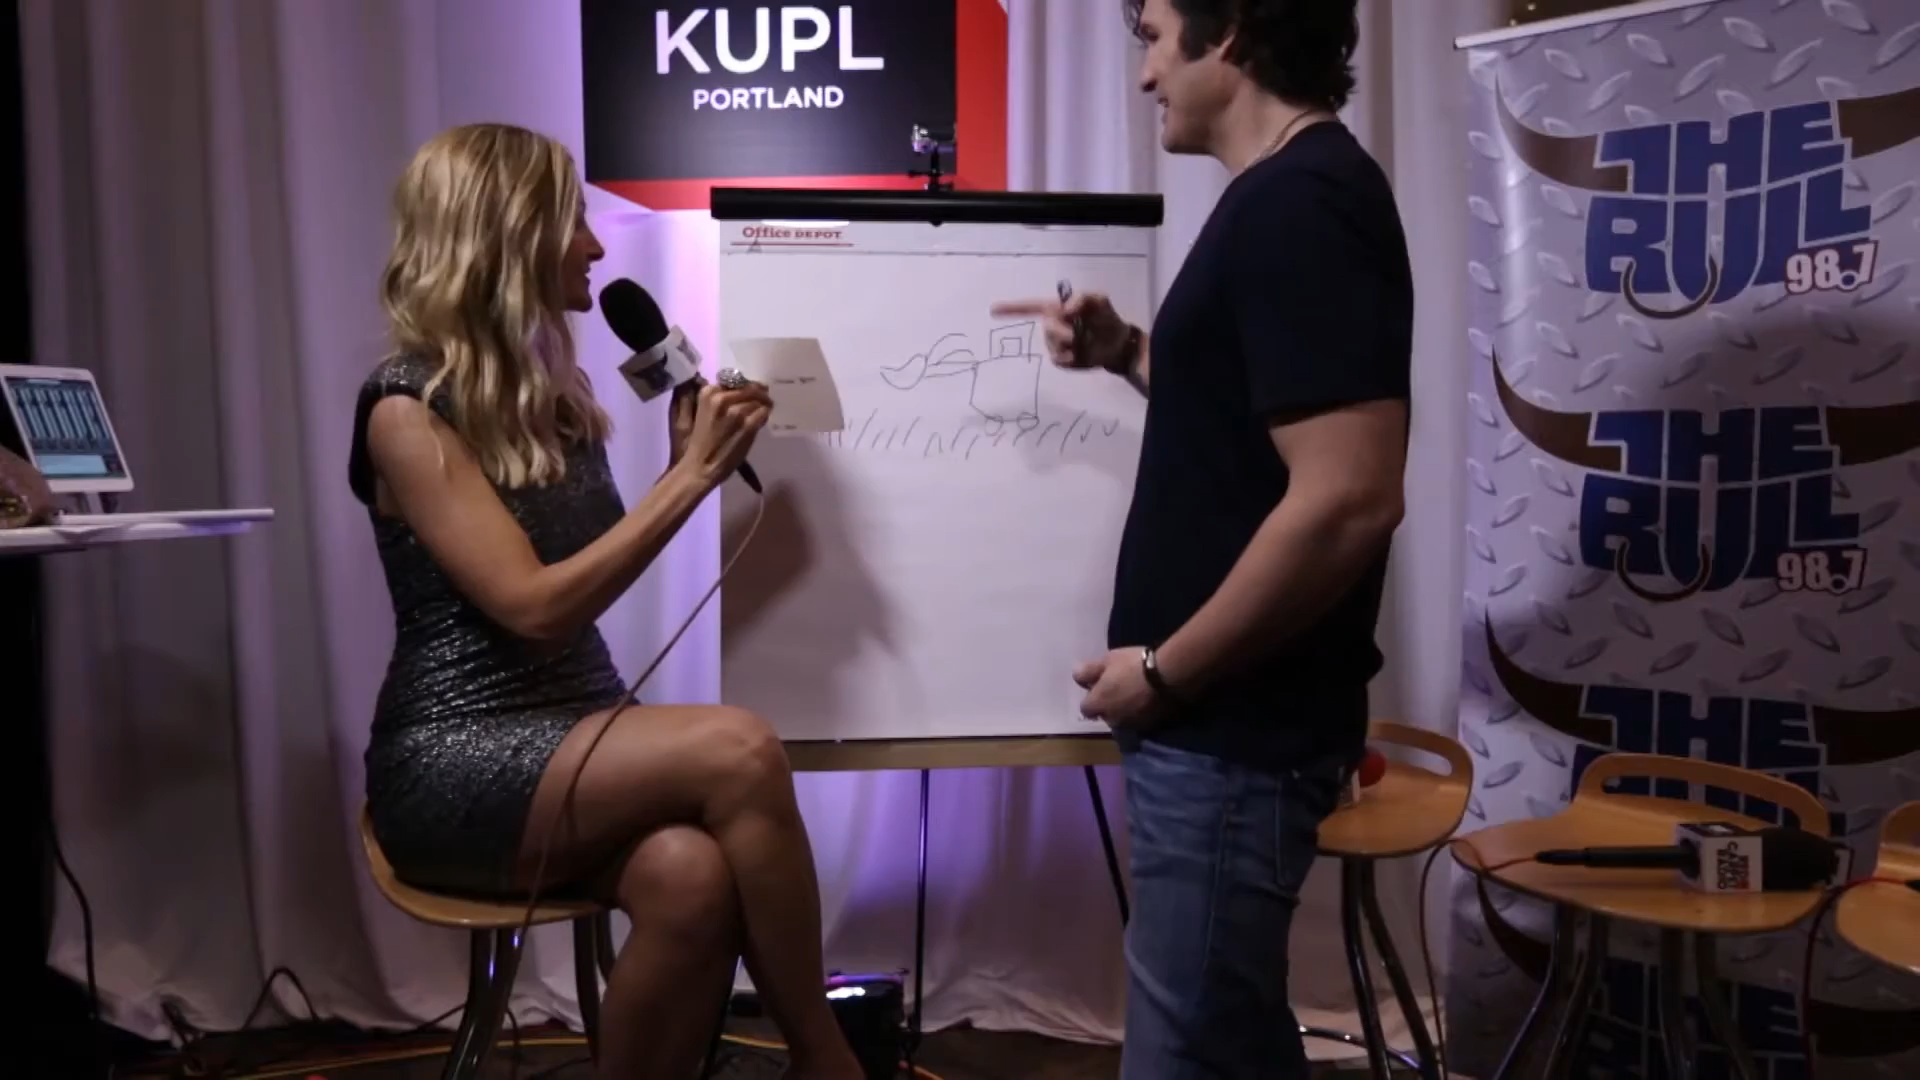 KUPL
PORTLAND
Office DEPOT
THE
BULL
98.7
THE
BULL
98.7
THE